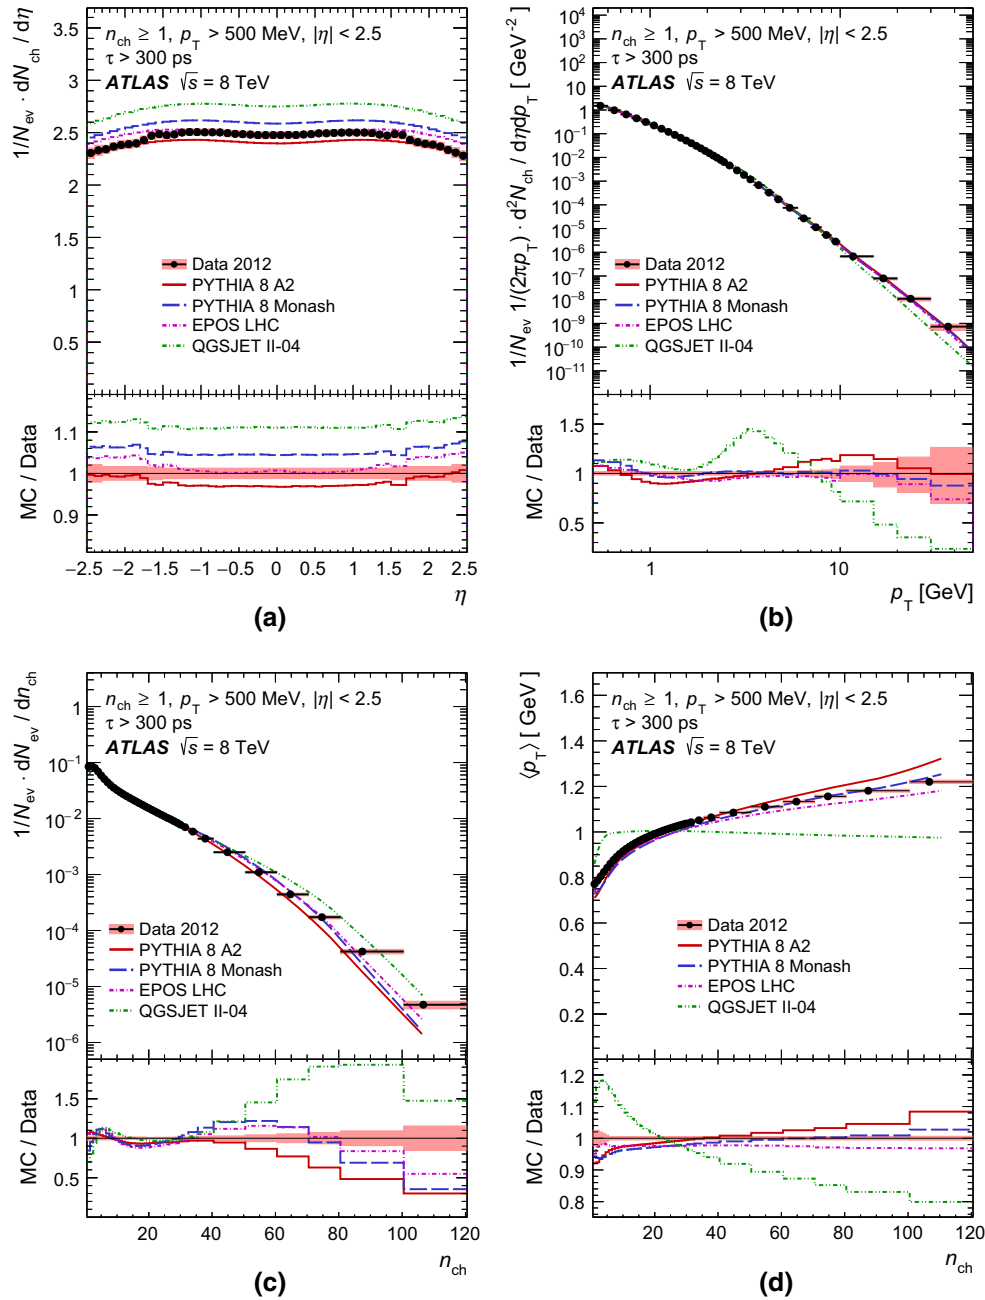 1/N_ev · dN_ch / dη
n_ch ≥ 1, p_T > 500 MeV, |η| < 2.5
τ > 300 ps
ATLAS √s = 8 TeV
3.5
3
2.5
2
1.5
1
0.5
Data 2012
PYTHIA 8 A2
PYTHIA 8 Monash
EPOS LHC
QGSJET II-04
MC / Data
1.1
1
0.9
−2.5 −2 −1.5 −1 −0.5 0 0.5 1 1.5 2 2.5
η
(a)
1/N_ev 1/(2πp_T) · d²N_ch / dηdp_T [ GeV⁻²]
n_ch ≥ 1, p_T > 500 MeV, |η| < 2.5
τ > 300 ps
ATLAS √s = 8 TeV
10⁴
10³
10²
10
1
10⁻¹
10⁻²
10⁻³
10⁻⁴
10⁻⁵
10⁻⁶
10⁻⁷
10⁻⁸
10⁻⁹
10⁻¹⁰
10⁻¹¹
Data 2012
PYTHIA 8 A2
PYTHIA 8 Monash
EPOS LHC
QGSJET II-04
MC / Data
1.5
1
0.5
1 10
p_T [GeV]
(b)
1/N_ev · dN_ev / dn_ch
n_ch ≥ 1, p_T > 500 MeV, |η| < 2.5
τ > 300 ps
ATLAS √s = 8 TeV
1
10⁻¹
10⁻²
10⁻³
10⁻⁴
10⁻⁵
10⁻⁶
Data 2012
PYTHIA 8 A2
PYTHIA 8 Monash
EPOS LHC
QGSJET II-04
MC / Data
1.5
1
0.5
20 40 60 80 100 120
n_ch
(c)
⟨p_T⟩ [ GeV ]
n_ch ≥ 1, p_T > 500 MeV, |η| < 2.5
τ > 300 ps
ATLAS √s = 8 TeV
1.6
1.4
1.2
1
0.8
0.6
0.4
0.2
Data 2012
PYTHIA 8 A2
PYTHIA 8 Monash
EPOS LHC
QGSJET II-04
MC / Data
1.2
1.1
1
0.9
0.8
20 40 60 80 100 120
n_ch
(d)